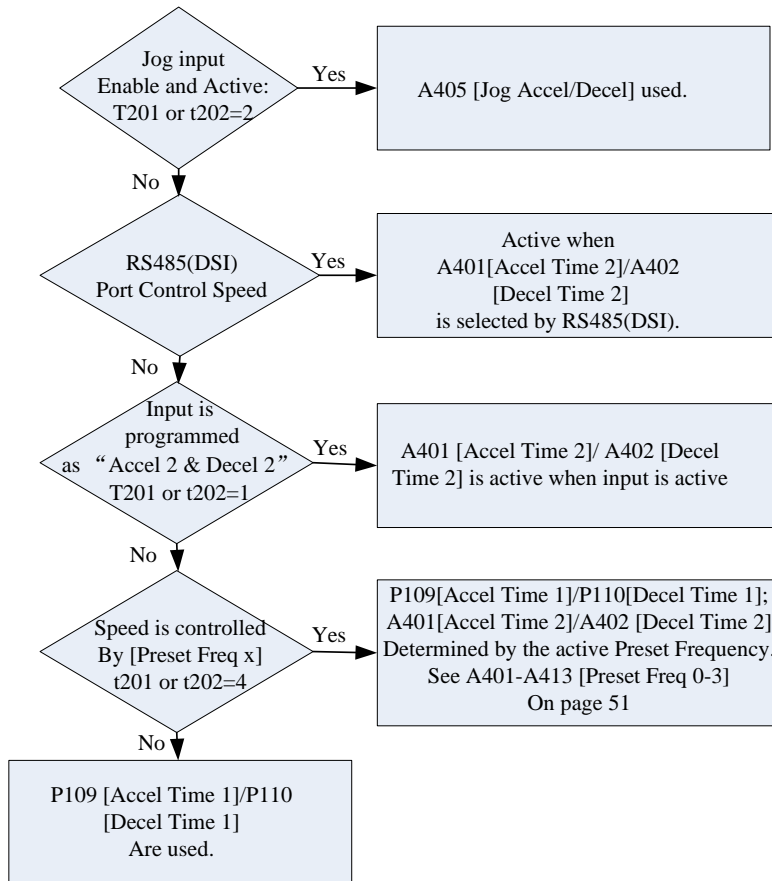 Jog input
Enable and Active:
T201 or t202=2
Yes
A405 [Jog Accel/Decel] used.
No
RS485(DSI)
Port Control Speed
Yes
Active when
A401[Accel Time 2]/A402
[Decel Time 2]
is selected by RS485(DSI).
No
Input is
programmed
as “Accel 2 & Decel 2”
T201 or t202=1
Yes
A401 [Accel Time 2]/ A402 [Decel
Time 2] is active when input is active
No
Speed is controlled
By [Preset Freq x]
t201 or t202=4
Yes
P109[Accel Time 1]/P110[Decel Time 1];
A401[Accel Time 2]/A402 [Decel Time 2]
Determined by the active Preset Frequency.
See A401-A413 [Preset Freq 0-3]
On page 51
No
P109 [Accel Time 1]/P110
[Decel Time 1]
Are used.